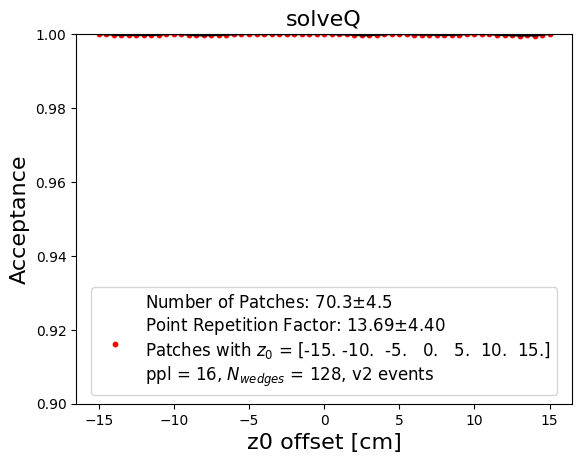 solveQ
1.00
0.98
0.96
0.94
0.92
0.90
Acceptance
Number of Patches: 70.3±4.5
Point Repetition Factor: 13.69±4.40
Patches with z₀ = [-15. -10.  -5.   0.   5.  10.  15.]
ppl = 16, N_wedges = 128, v2 events
−15 −10 −5 0 5 10 15
z0 offset [cm]